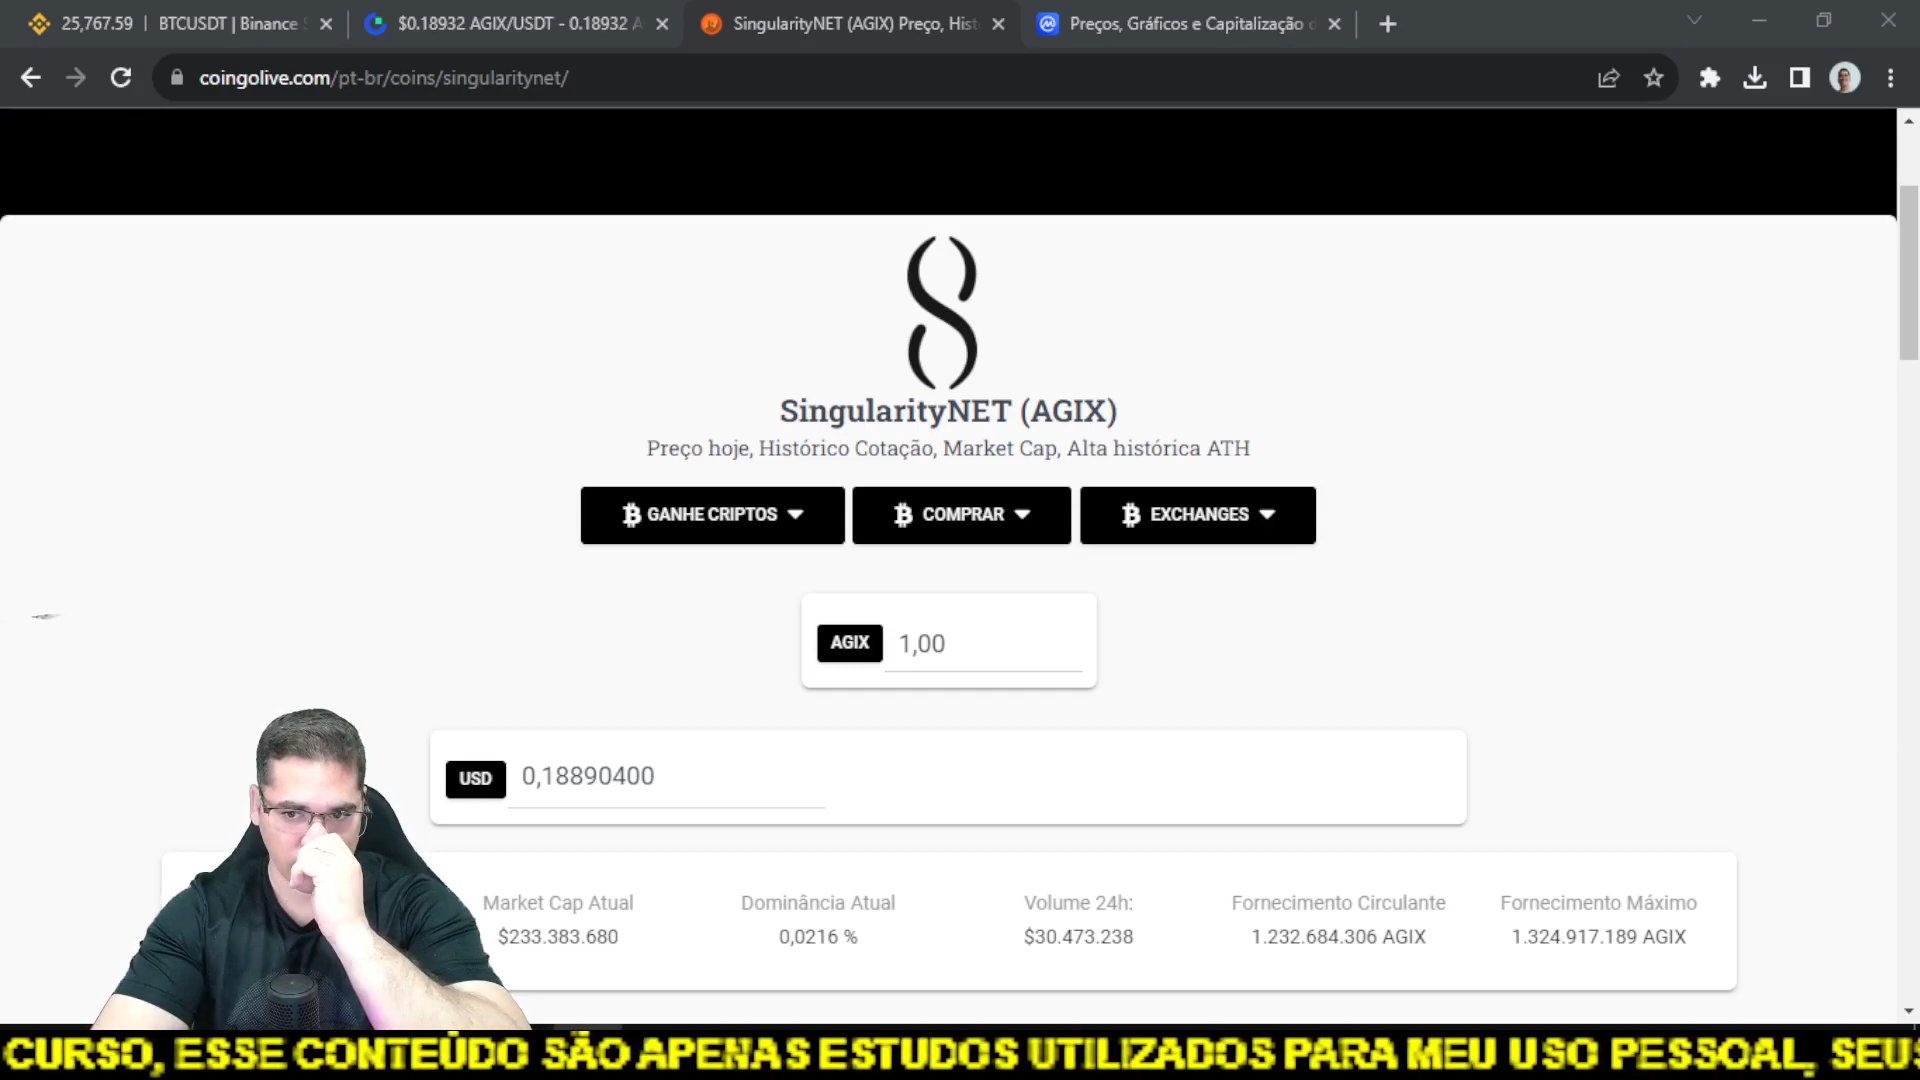 25,767.59 | BTCUSDT | Binance
$0.18932 AGIX/USDT - 0.18932 A
SingularityNET (AGIX) Preço, Hist
Preços, Gráficos e Capitalização
coingolive.com/pt-br/coins/singularitynet/
SingularityNET (AGIX)
Preço hoje, Histórico Cotação, Market Cap, Alta histórica ATH
GANHE CRIPTOS
COMPRAR
EXCHANGES
AGIX 1,00
USD 0,18890400
Market Cap Atual Dominância Atual Volume 24h: Fornecimento Circulante Fornecimento Máximo
$233.383.680 0,0216 % $30.473.238 1.232.684.306 AGIX 1.324.917.189 AGIX
CURSO, ESSE CONTEÚDO SÃO APENAS ESTUDOS UTILIZADOS PARA MEU USO PESSOAL, SEUS